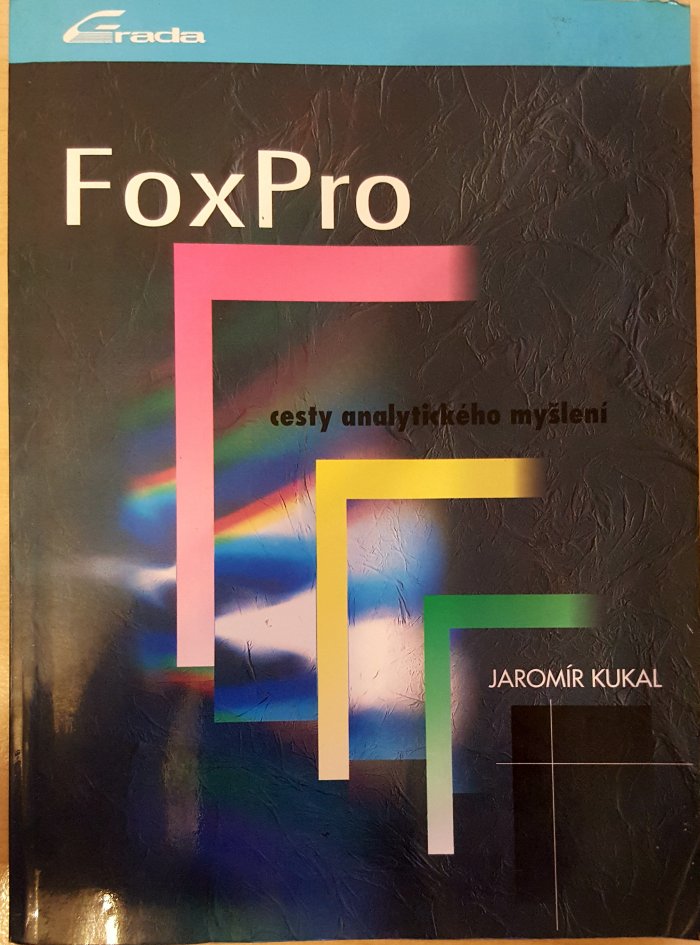 Grada
FoxPro
cesty analytického myšlení
JAROMÍR KUKAL